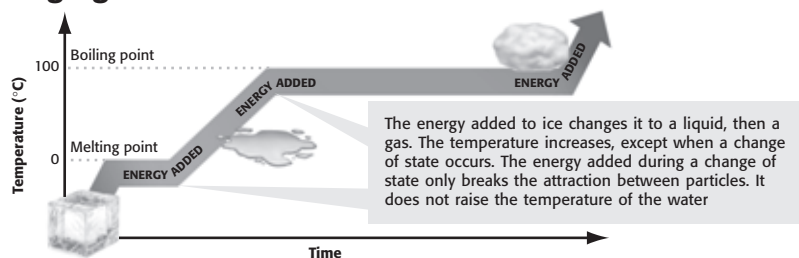 Boiling point
100
ENERGY ADDED
ENERGY ADDED
Temperature (°C)
Melting point
0
ENERGY ADDED
The energy added to ice changes it to a liquid, then a
gas. The temperature increases, except when a change
of state occurs. The energy added during a change of
state only breaks the attraction between particles. It
does not raise the temperature of the water
Time